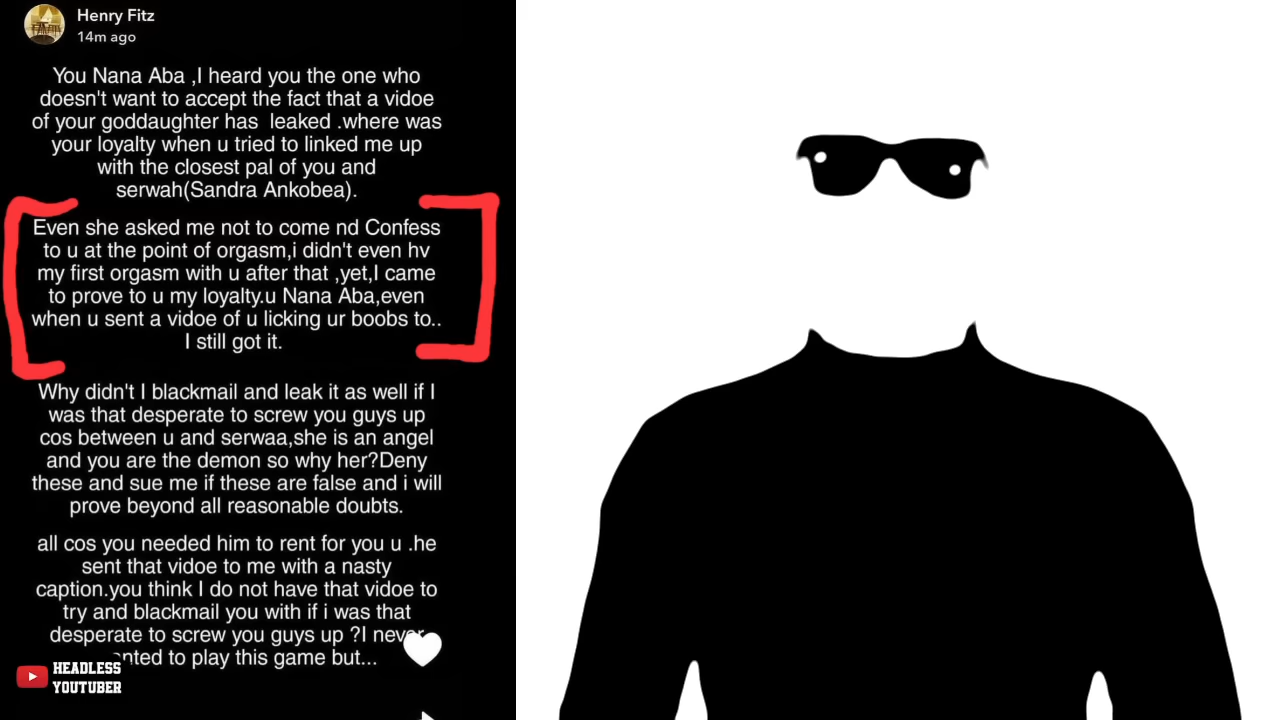 Henry Fitz
14m ago
You Nana Aba ,I heard you the one who
doesn't want to accept the fact that a vidoe
of your goddaughter has leaked .where was
your loyalty when u tried to linked me up
with the closest pal of you and
serwah(Sandra Ankobea).
Even she asked me not to come nd Confess
to u at the point of orgasm,i didn't even hv
my first orgasm with u after that ,yet,I came
to prove to u my loyalty.u Nana Aba,even
when u sent a vidoe of u licking ur boobs to..
I still got it.
Why didn't I blackmail and leak it as well if I
was that desperate to screw you guys up
cos between u and serwaa,she is an angel
and you are the demon so why her?Deny
these and sue me if these are false and i will
prove beyond all reasonable doubts.
all cos you needed him to rent for you u .he
sent that vidoe to me with a nasty
caption.you think I do not have that vidoe to
try and blackmail you with if i was that
desperate to screw you guys up ?I never
to play this game but...
HEADLESS
YOUTUBER